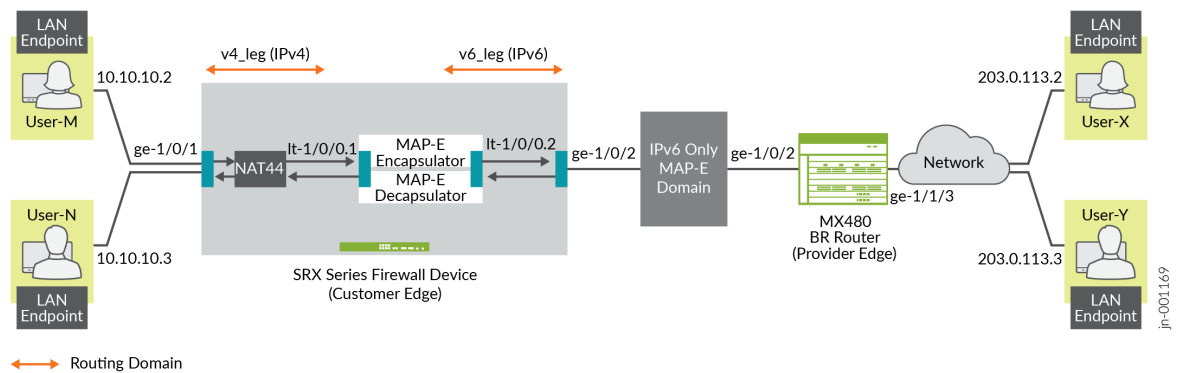 LAN
Endpoint
User-M
10.10.10.2
User-N
10.10.10.3
LAN
Endpoint
v4_leg (IPv4)
v6_leg (IPv6)
ge-1/0/1
NAT44
lt-1/0/0.1
MAP-E
Encapsulator
MAP-E
Decapsulator
lt-1/0/0.2
SRX Series Firewall Device
(Customer Edge)
ge-1/0/2
IPv6 Only
MAP-E
Domain
ge-1/0/2
MX480
BR Router
(Provider Edge)
ge-1/1/3
Network
LAN
Endpoint
203.0.113.2
User-X
User-Y
203.0.113.3
LAN
Endpoint
jn-001169
Routing Domain